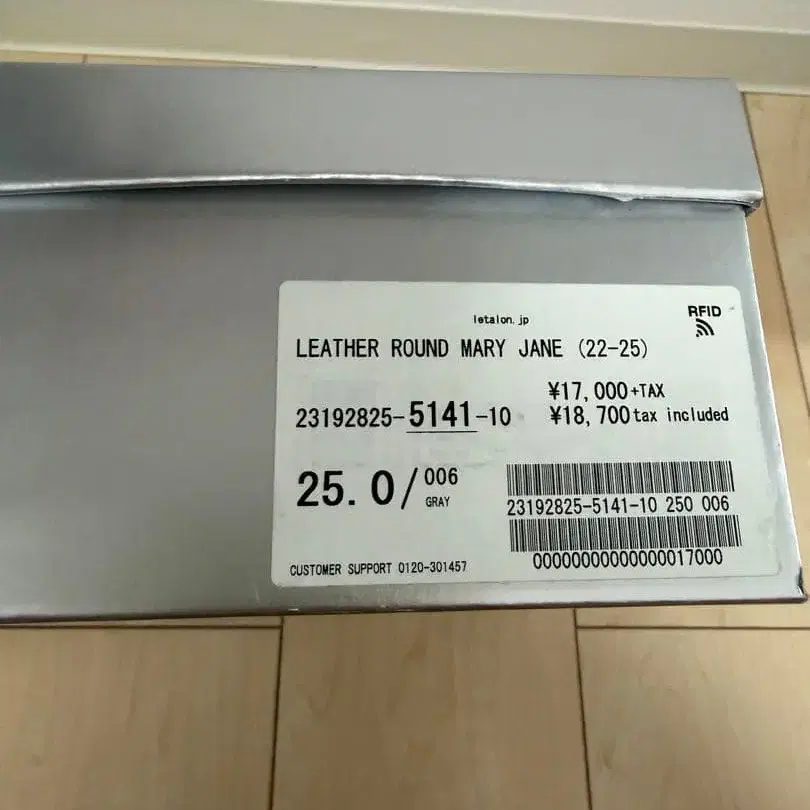 letalon.jp
RFID
LEATHER ROUND MARY JANE (22-25)
¥17,000+TAX
23192825-5141-10 ¥18,700 tax included
25.0/006
GRAY
23192825-5141-10 250 006
00000000000000017000
CUSTOMER SUPPORT 0120-301457